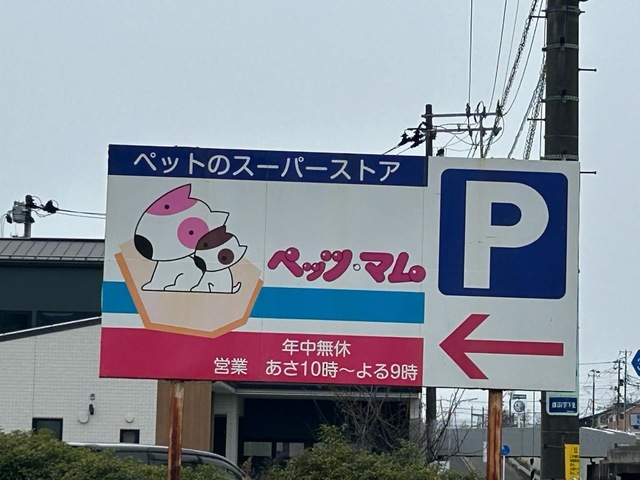 ペットのスーパーストア
ペッツ・マム
年中無休
営業 あさ10時~よる9時
P